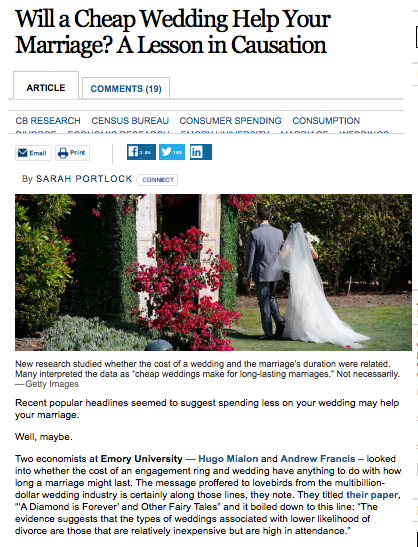 Will a Cheap Wedding Help Your
Marriage? A Lesson in Causation
ARTICLE
COMMENTS (19)
CB RESEARCH CENSUS BUREAU CONSUMER SPENDING CONSUMPTION
DIVORCE ECONOMIC RESEARCH EMORY UNIVERSITY MARRIAGE WEDDINGS
Email Print
By SARAH PORTLOCK CONNECT
New research studied whether the cost of a wedding and the marriage's duration were related.
Many interpreted the data as “cheap weddings make for long-lasting marriages.” Not necessarily.
—Getty Images
Recent popular headlines seemed to suggest spending less on your wedding may help
your marriage.
Well, maybe.
Two economists at Emory University — Hugo Mialon and Andrew Francis – looked
into whether the cost of an engagement ring and wedding have anything to do with how
long a marriage might last. The message proffered to lovebirds from the multibillion-
dollar wedding industry is certainly along those lines, they note. They titled their paper,
“‘A Diamond is Forever’ and Other Fairy Tales” and it boiled down to this line: “The
evidence suggests that the types of weddings associated with lower likelihood of
divorce are those that are relatively inexpensive but are high in attendance.”